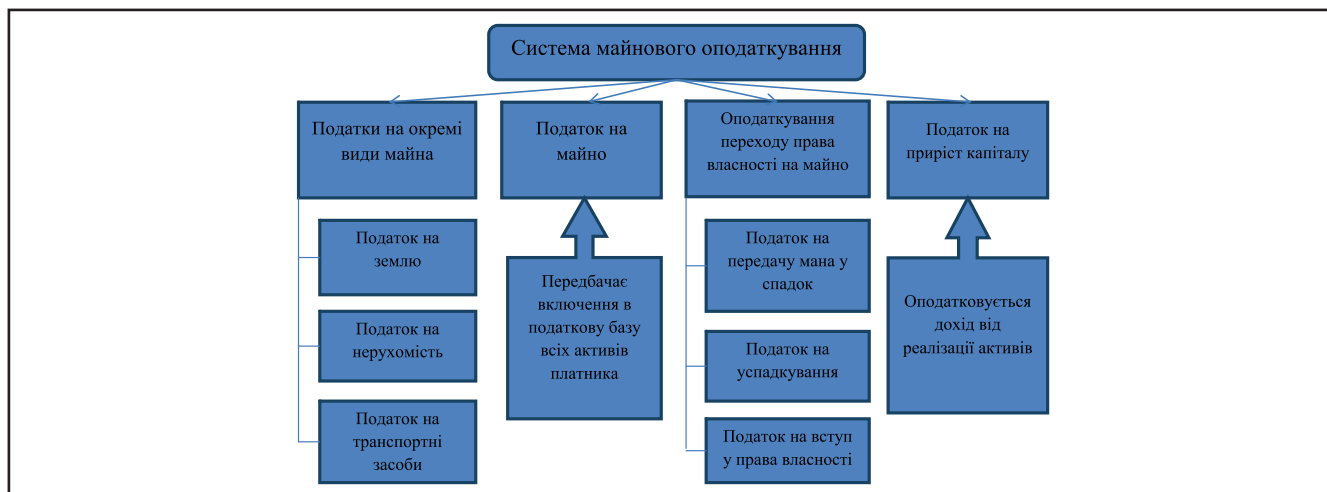 Система майнового оподаткування
Податки на окремі
види майна
Податок на
землю
Податок на
нерухомість
Податок на
транспортні
засоби
Податок на
майно
Передбачає
включення в
податкову базу
всіх активів
платника
Оподаткування
переходу права
власності на майно
Податок на
передачу мана у
спадок
Податок на
успадкування
Податок на вступ
у права власності
Податок на
приріст капіталу
Оподатковується
дохід від
реалізації активів